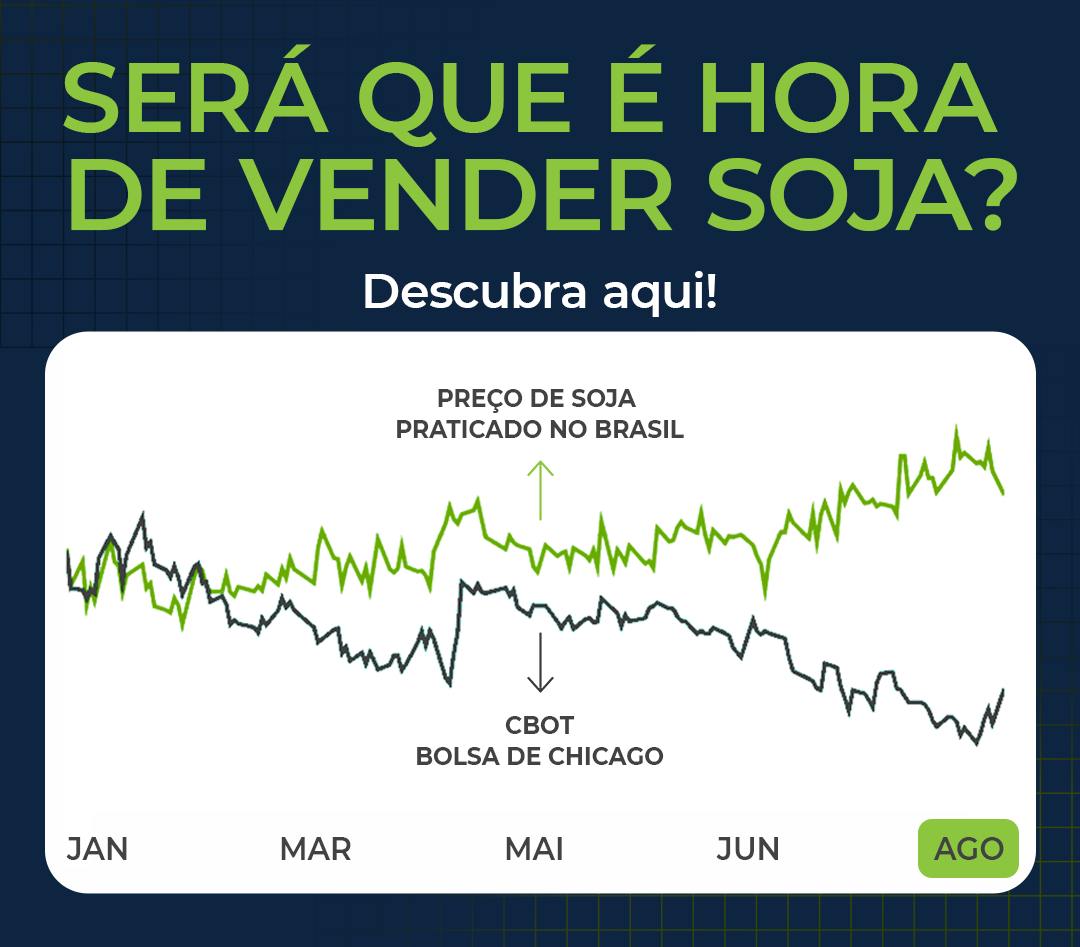 SERÁ QUE É HORA
DE VENDER SOJA?
Descubra aqui!
PREÇO DE SOJA
PRATICADO NO BRASIL
CBOT
BOLSA DE CHICAGO
JAN MAR MAI JUN AGO